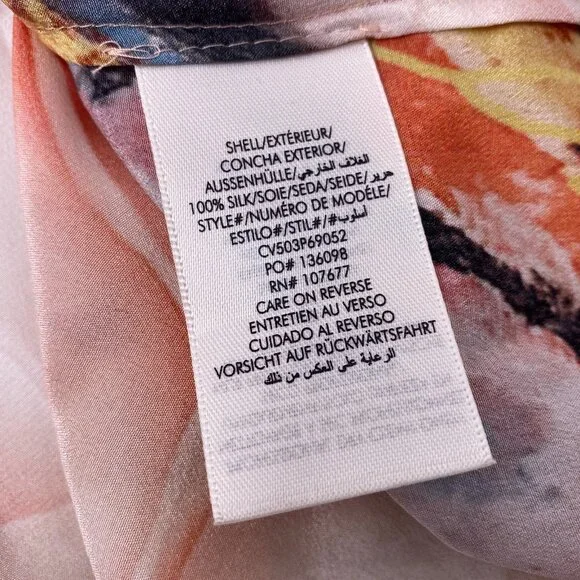 SHELL/EXTÉRIEUR/
CONCHA EXTERIOR/
AUSSENHÜLLE/الغلاف الخارجي/
100% SILK/SOIE/SEDA/SEIDE/حرير
STYLE#/NUMÉRO DE MODÉLE/
ESTILO#/STIL#/أسلوب#
CV503P69052
PO# 136098
RN# 107677
CARE ON REVERSE
ENTRETIEN AU VERSO
CUIDADO AL REVERSO
VORSICHT AUF RÜCKWÄRTSFAHRT
الرعاية على العكس من ذلك